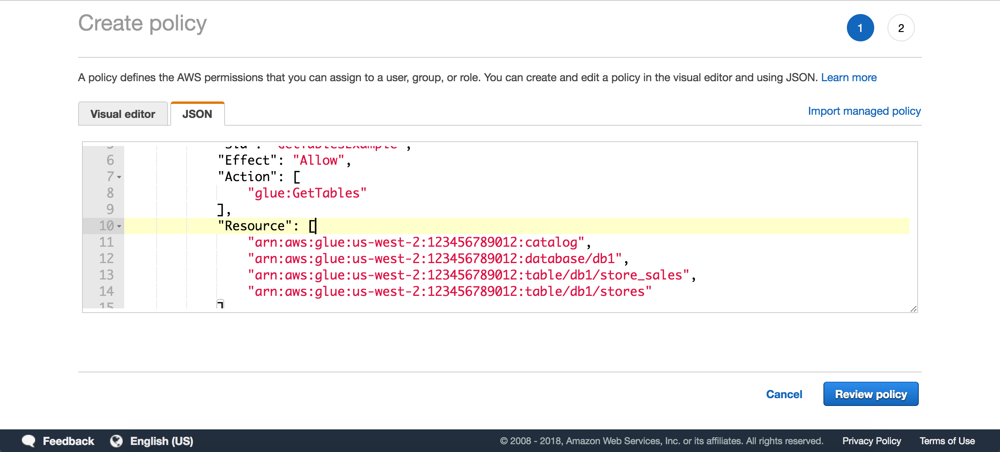 Create policy
1
2
A policy defines the AWS permissions that you can assign to a user, group, or role. You can create and edit a policy in the visual editor and using JSON. Learn more
Visual editor
JSON
Import managed policy
"Sid": "GetTablesExample",
6 "Effect": "Allow",
7 "Action": [
8 "glue:GetTables"
9 ],
10 "Resource": [
11 "arn:aws:glue:us-west-2:123456789012:catalog",
12 "arn:aws:glue:us-west-2:123456789012:database/db1",
13 "arn:aws:glue:us-west-2:123456789012:table/db1/store_sales",
14 "arn:aws:glue:us-west-2:123456789012:table/db1/stores"
15 ]
Cancel
Review policy
Feedback
English (US)
© 2008 - 2018, Amazon Web Services, Inc. or its affiliates. All rights reserved.
Privacy Policy
Terms of Use